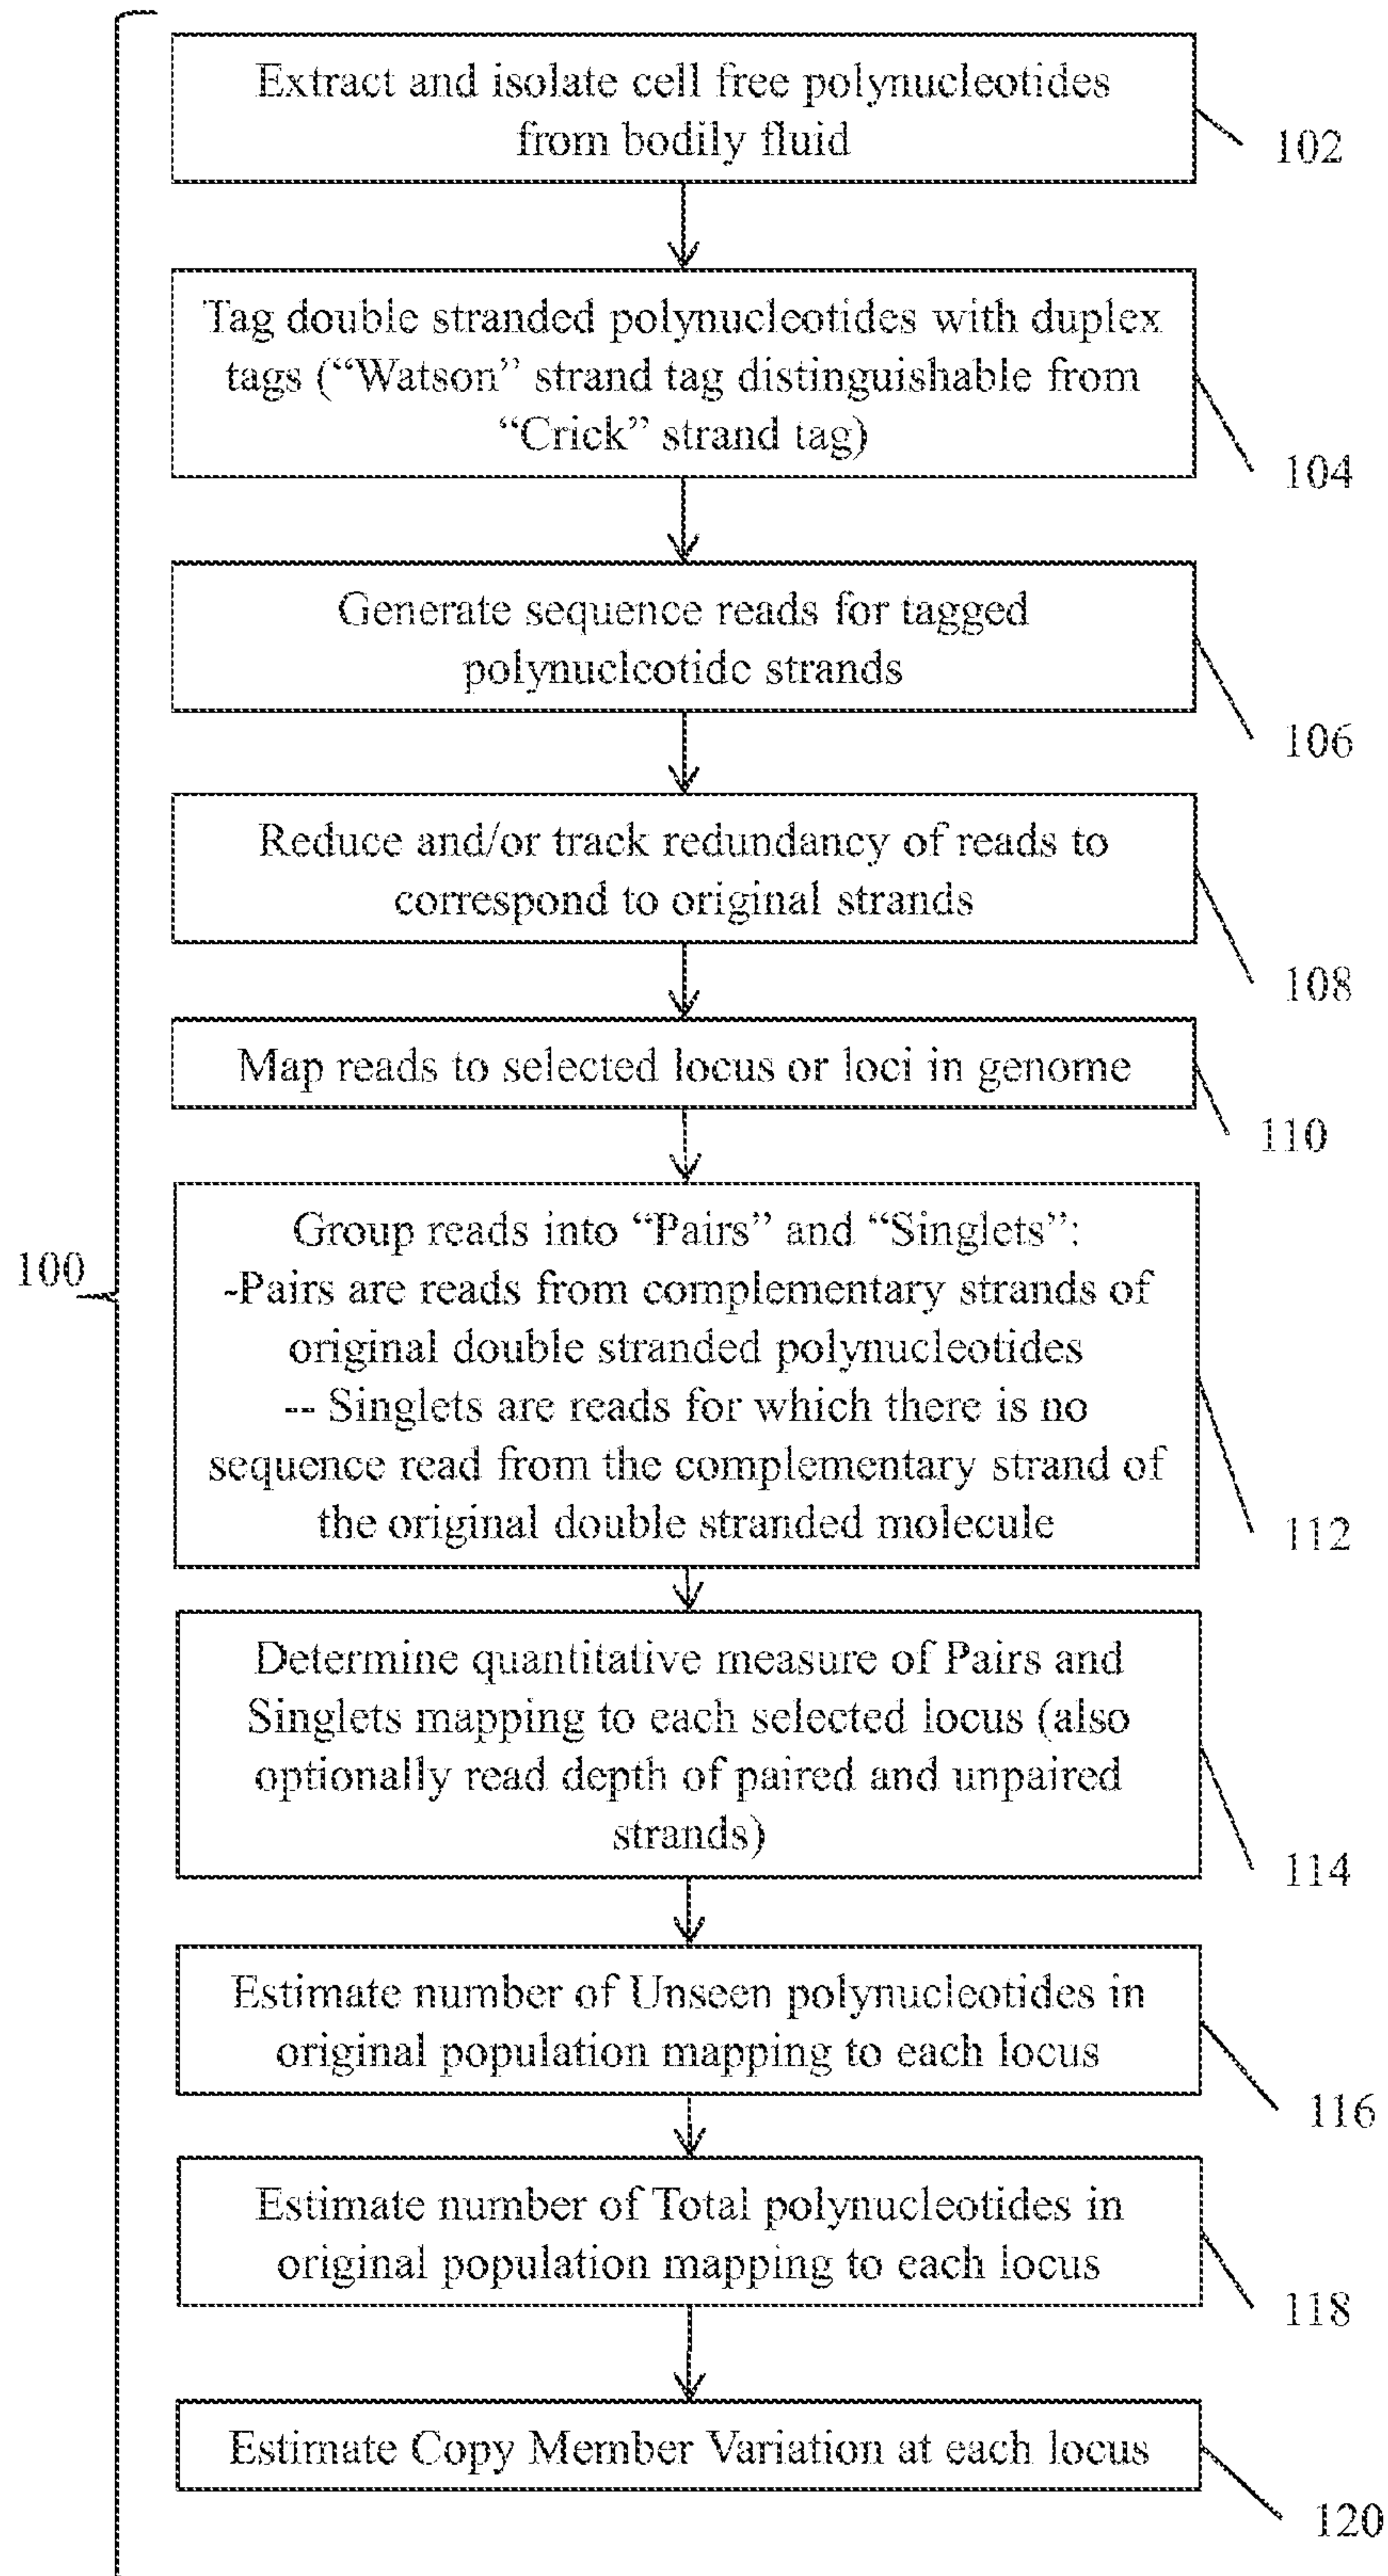 Extract and isolate cell free polynucleotides
from bodily fluid
102
Tag double stranded polynucleotides with duplex
tags (“Watson” strand tag distinguishable from
“Crick” strand tag)
104
Generate sequence reads for tagged
polynucleotide strands
106
Reduce and/or track redundancy of reads to
correspond to original strands
108
Map reads to selected locus or loci in genome
110
100
Group reads into “Pairs” and “Singlets”:
-Pairs are reads from complementary strands of
original double stranded polynucleotides
-- Singlets are reads for which there is no
sequence read from the complementary strand of
the original double stranded molecule
112
Determine quantitative measure of Pairs and
Singlets mapping to each selected locus (also
optionally read depth of paired and unpaired
strands)
114
Estimate number of Unseen polynucleotides in
original population mapping to each locus
116
Estimate number of Total polynucleotides in
original population mapping to each locus
118
Estimate Copy Member Variation at each locus
120